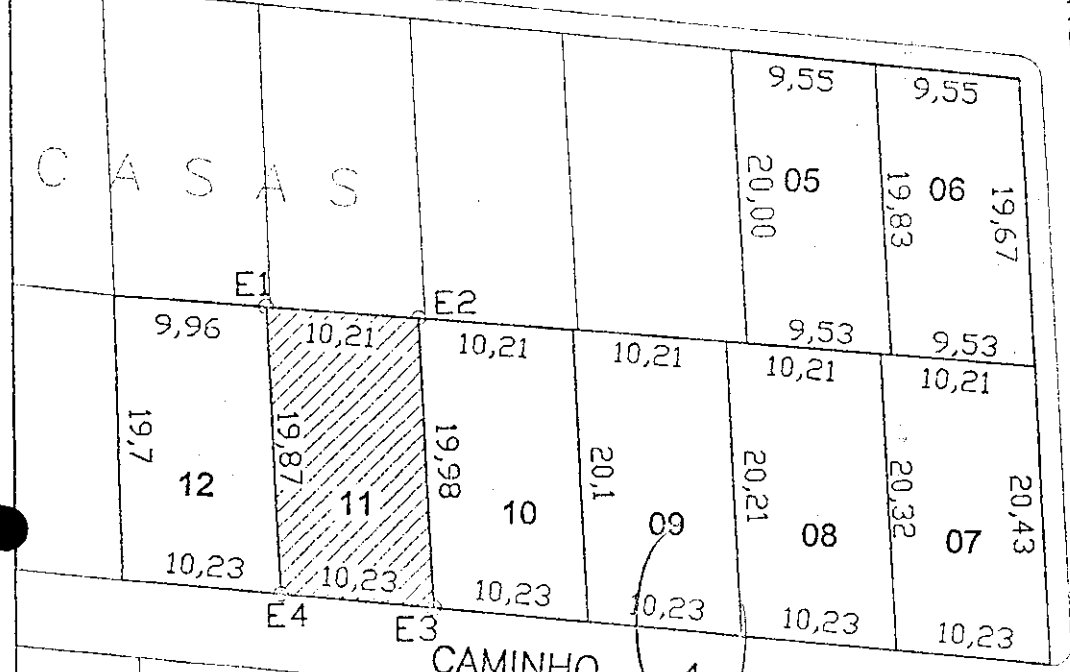 9,55 9,55
CASAS
20,00 05 19,83 06 19,67
E1 E2
9,53 9,53
9,96 10,21 10,21 10,21 10,21 10,21
19,7 19,87 19,98 20,1 20,21 20,32 20,43
12 11 10 09 08 07
10,23 10,23 10,23 10,23 10,23 10,23
E4 E3
CAMINHO